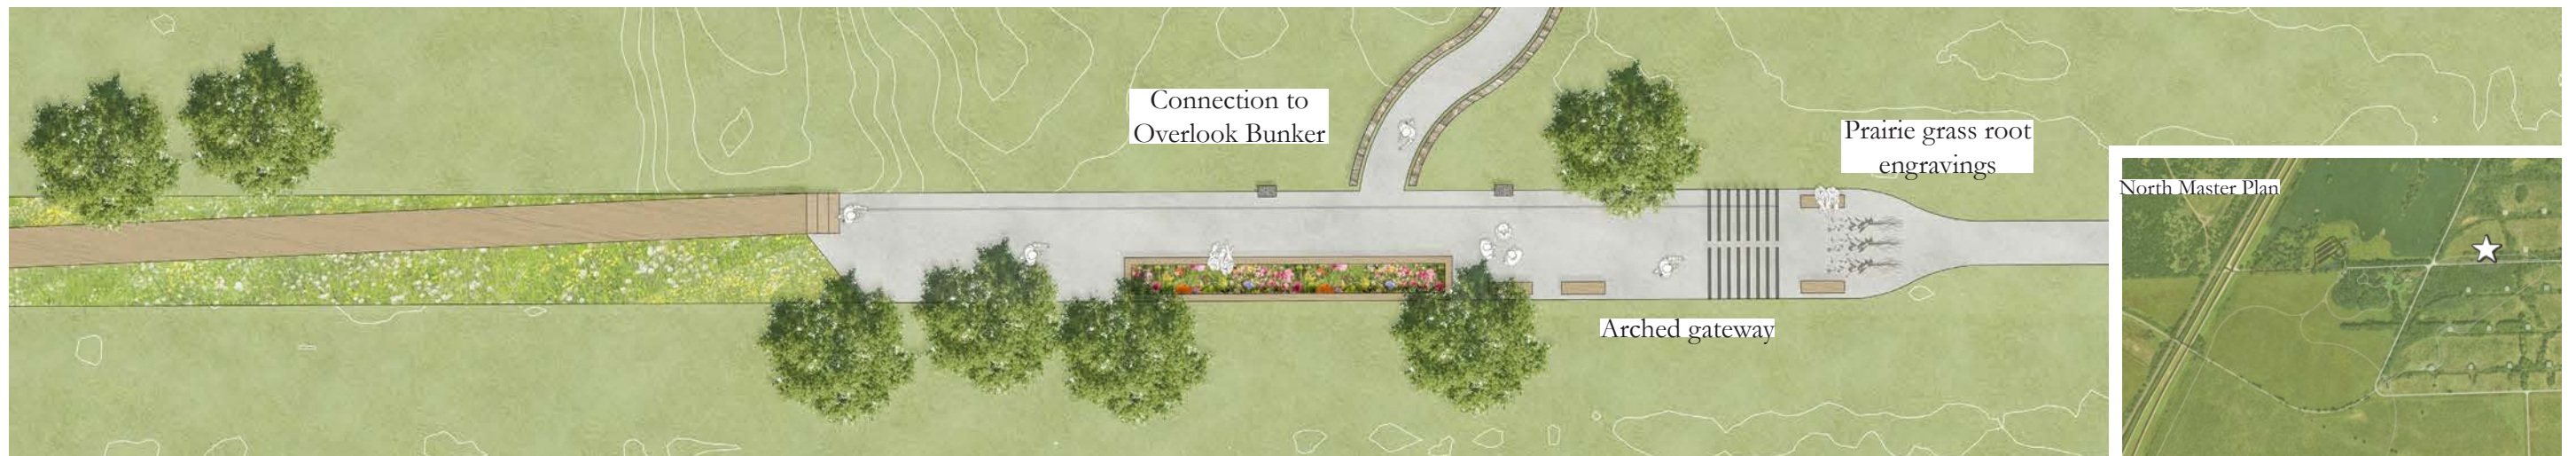 Connection to
Overlook Bunker
Prairie grass root
engravings
North Master Plan
Arched gateway